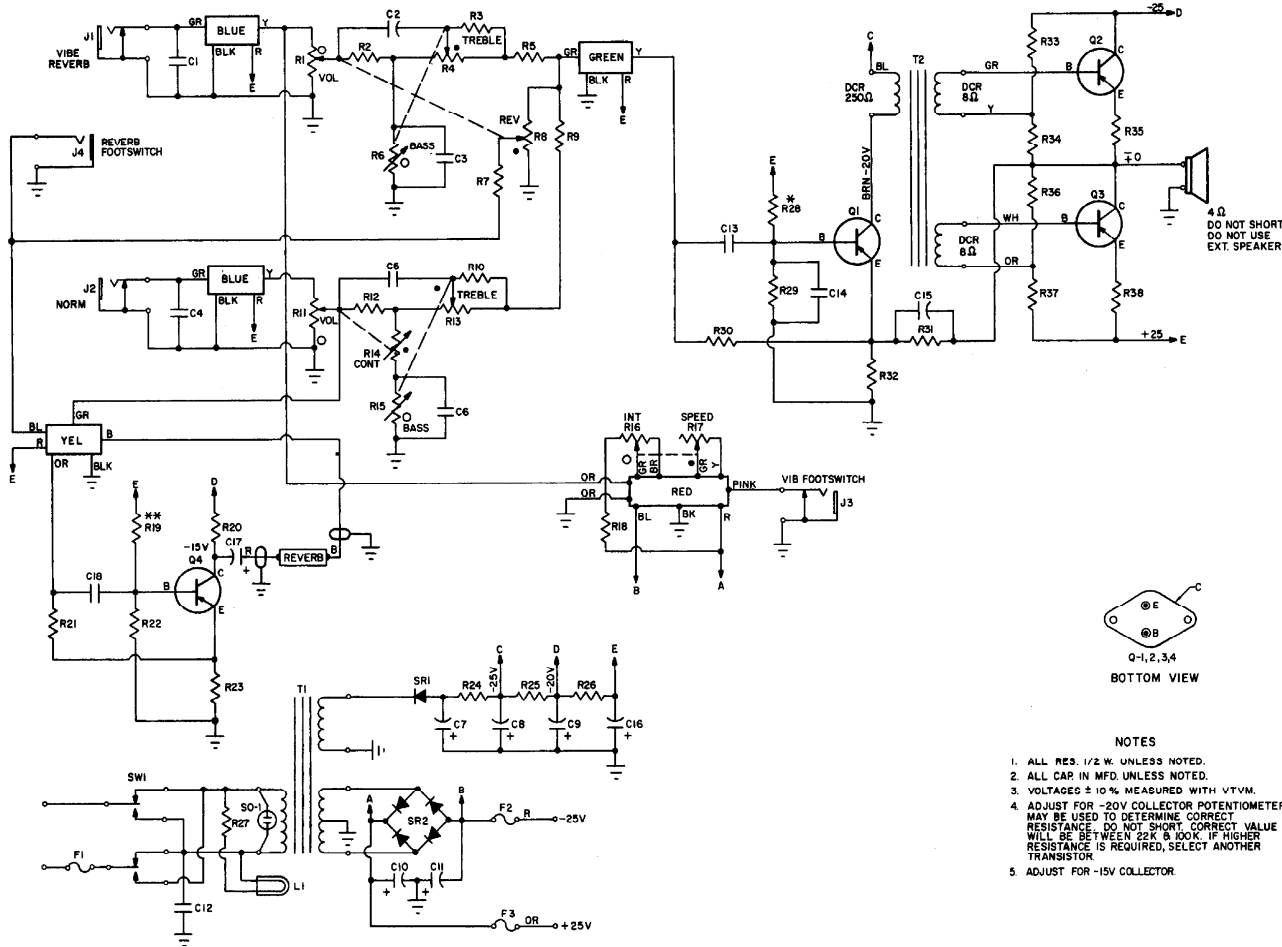 J1
VIBE
REVERB
C1
GR
BLUE
Y
BLK
R
E
R1
VOL
C2
R2
R3
TREBLE
R4
R5
R6
BASS
C3
REV
R8
R7
R9
GR
GREEN
Y
BLK
R
E
J4
REVERB
FOOTSWITCH
J2
NORM
C4
GR
BLUE
Y
BLK
R
E
R11
VOL
C6
R10
R12
TREBLE
R13
R14
CONT
R15
BASS
C6
C
BL
DCR
250Ω
BRN-20V
T2
GR
DCR
8Ω
Y
WH
DCR
8Ω
OR
E
*
R28
C13
B
Q1
C
E
R29
C14
R30
R32
C15
R31
-25
D
R33
Q2
B
C
E
R34
R35
∓0
R36
Q3
B
C
E
R37
R38
+25
E
4Ω
DO NOT SHORT
DO NOT USE
EXT. SPEAKER
BL
GR
R
YEL
B
OR
BLK
E
E
**
R19
D
R20
-15V
C17
R
+
REVERB
B
Q4
C18
B
C
E
R21
R22
R23
INT
R16
SPEED
R17
GR
BR
GR
Y
OR
OR
RED
PINK
BL
BK
R
R18
B
A
VIB FOOTSWITCH
J3
T1
SR1
R24
C
-25V
R25
D
-20V
R26
E
C7
+
C8
+
C9
+
C16
+
SW1
SO-1
R27
F1
L1
C12
A
SR2
B
F2
R
-25V
C10
+
C11
+
F3
OR
+25V
C
E
B
Q-1,2,3,4
BOTTOM VIEW
NOTES
1. ALL RES. 1/2 W. UNLESS NOTED.
2. ALL CAP. IN MFD. UNLESS NOTED.
3. VOLTAGES ± 10 % MEASURED WITH VTVM.
4. ADJUST FOR -20V COLLECTOR POTENTIOMETER
MAY BE USED TO DETERMINE CORRECT
RESISTANCE. DO NOT SHORT. CORRECT VALUE
WILL BE BETWEEN 22K & 100K. IF HIGHER
RESISTANCE IS REQUIRED, SELECT ANOTHER
TRANSISTOR.
5. ADJUST FOR -15V COLLECTOR.